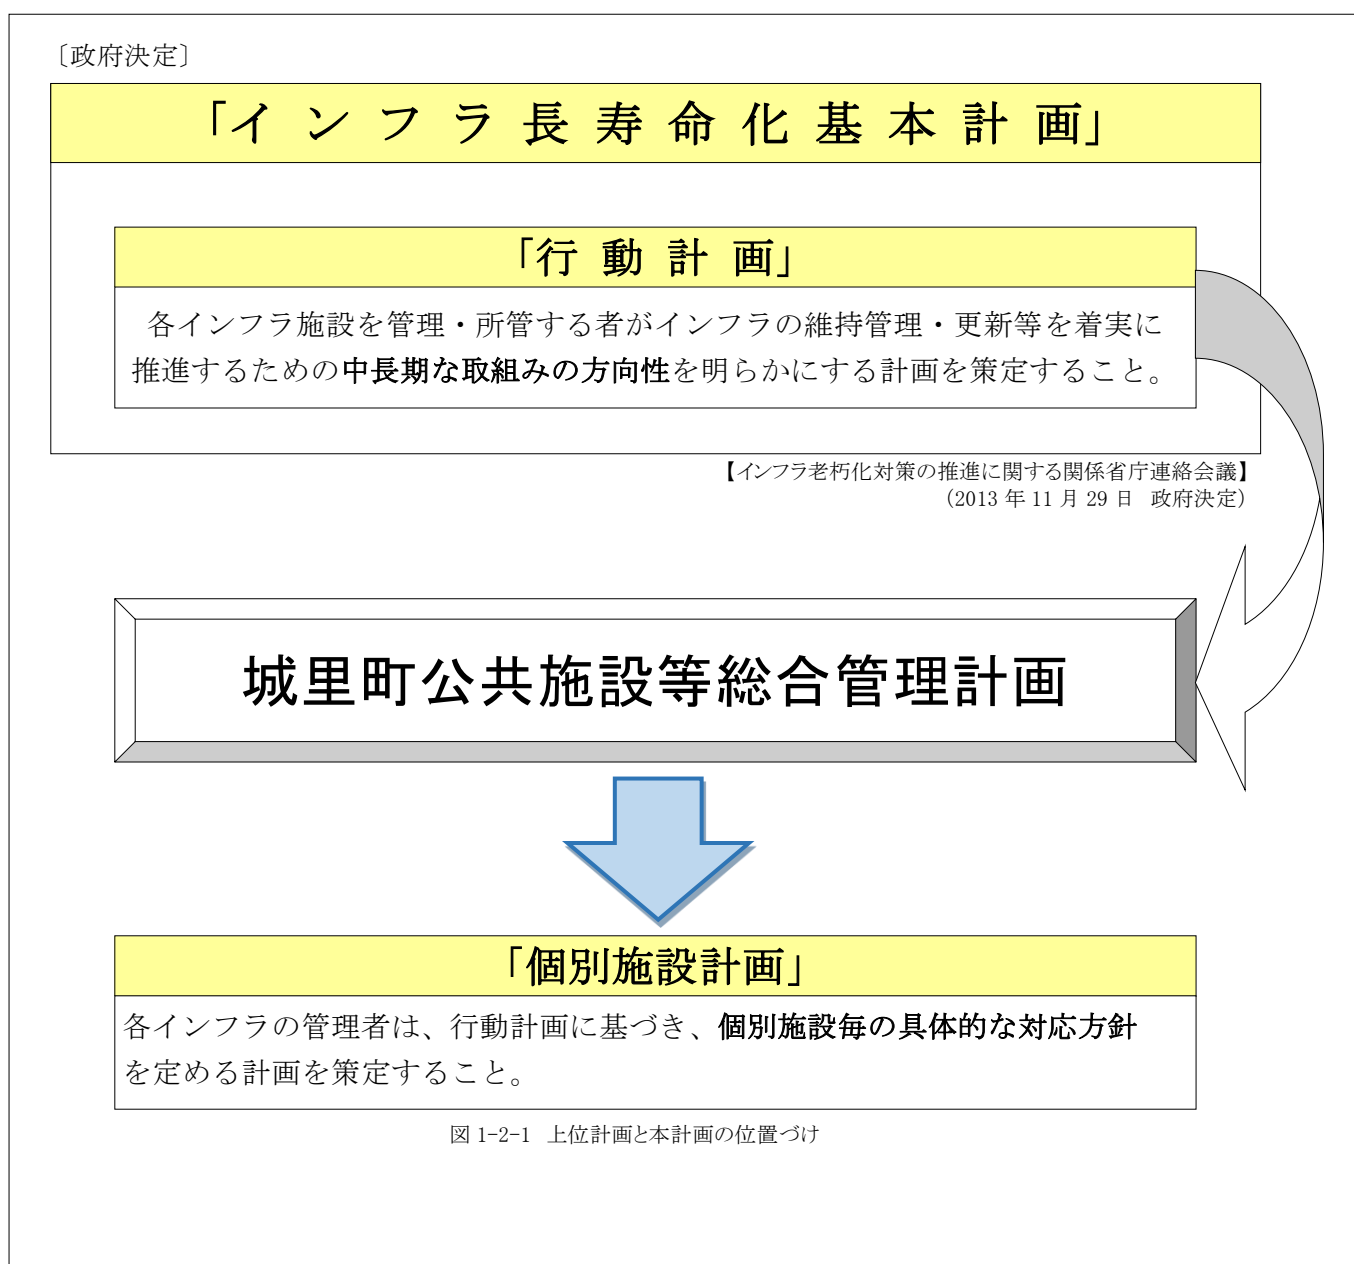 〔政府決定〕
「インフラ長寿命化基本計画」
「行動計画」
各インフラ施設を管理・所管する者がインフラの維持管理・更新等を着実に
推進するための中長期な取組みの方向性を明らかにする計画を策定すること。
【インフラ老朽化対策の推進に関する関係省庁連絡会議】
（2013 年 11 月 29 日 政府決定）
城里町公共施設等総合管理計画
「個別施設計画」
各インフラの管理者は、行動計画に基づき、個別施設毎の具体的な対応方針
を定める計画を策定すること。
図 1-2-1 上位計画と本計画の位置づけ